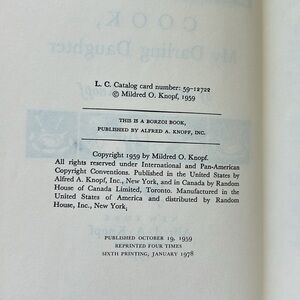 COOK,
My Darling Daughter
L. C. Catalog card number: 59-12722
© Mildred O. Knopf, 1959
THIS IS A BORZOI BOOK,
PUBLISHED BY ALFRED A. KNOPF, INC.
Copyright 1959 by Mildred O. Knopf.
All rights reserved under International and Pan-American
Copyright Conventions. Published in the United States by
Alfred A. Knopf, Inc., New York, and in Canada by Random
House of Canada Limited, Toronto. Manufactured in the
United States of America and distributed by Random
House, Inc., New York,
PUBLISHED OCTOBER 19, 1959
REPRINTED FOUR TIMES
SIXTH PRINTING, JANUARY 1978